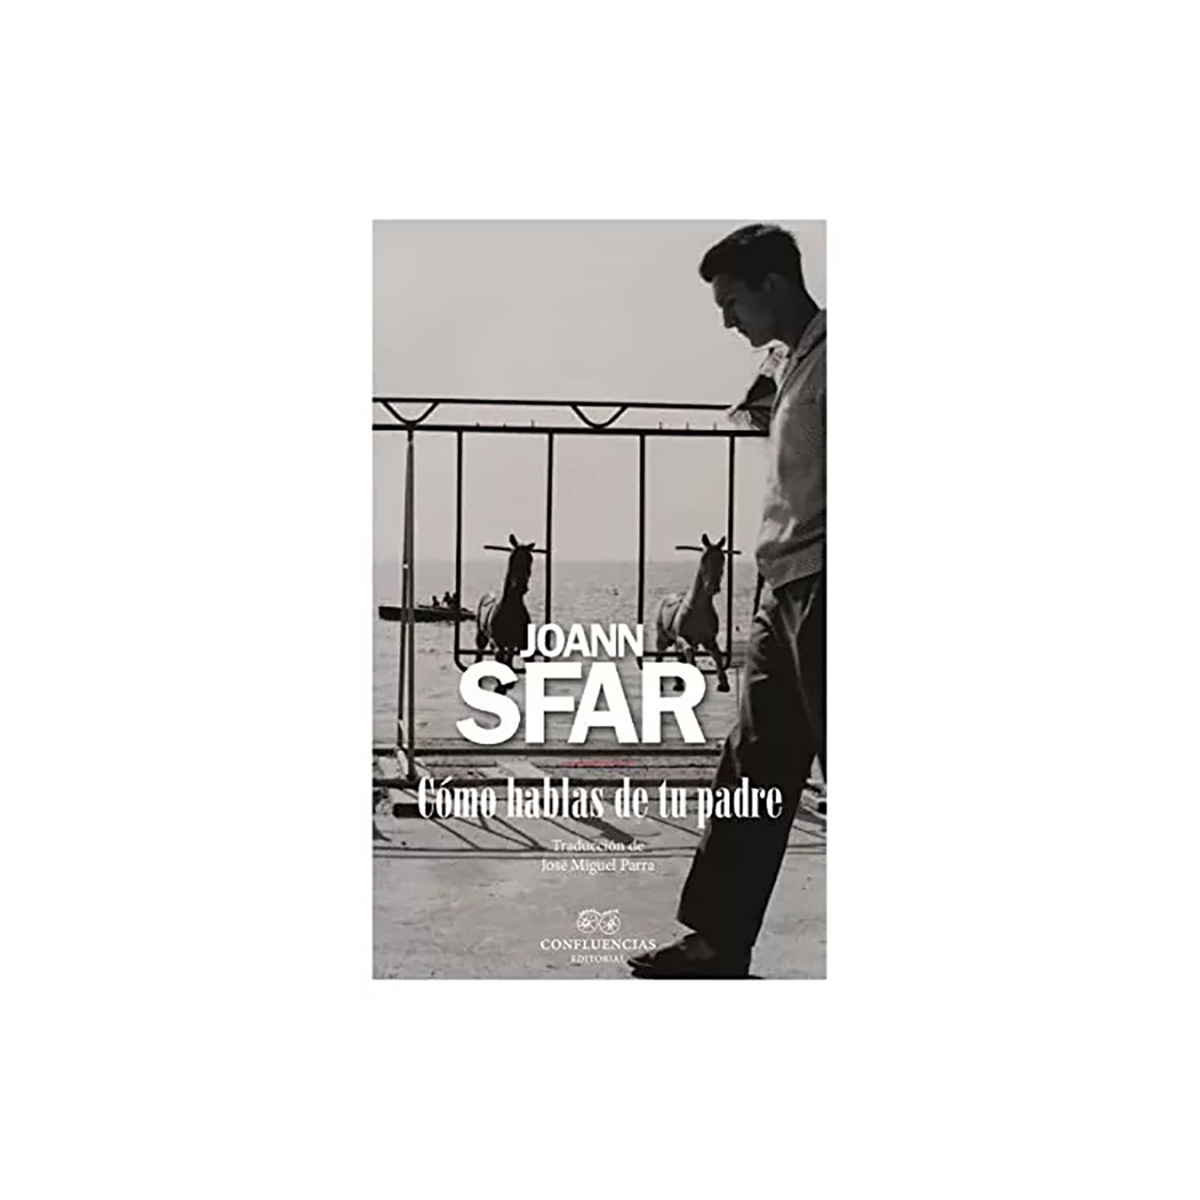 JOANN
SFAR
Cómo hablas de tu padre
Traducción de
José Miguel Parra
CONFLUENCIAS
EDITORIAL